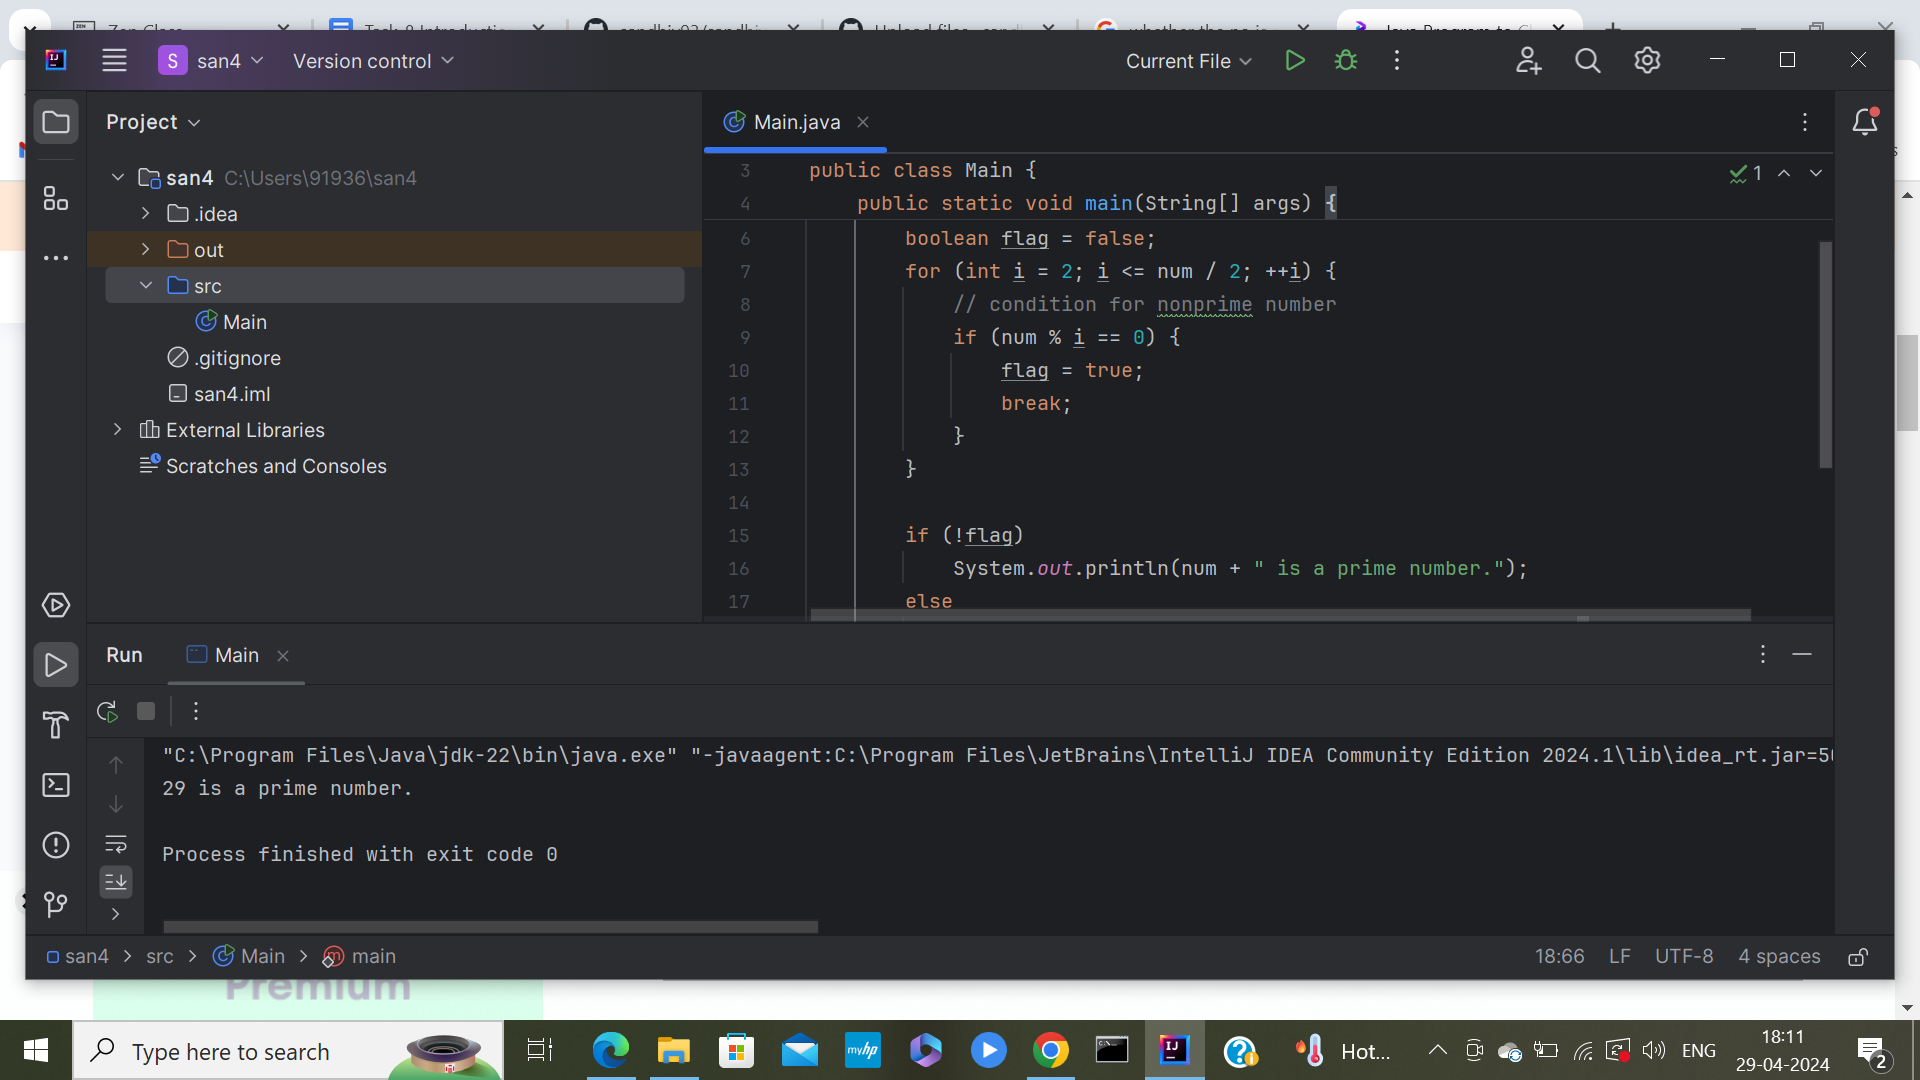 san4
Version control
Current File
Project
Main.java
san4 C:\Users\91936\san4
.idea
out
src
Main
.gitignore
san4.iml
External Libraries
Scratches and Consoles
3 public class Main {
4 public static void main(String[] args) {
6 boolean flag = false;
7 for (int i = 2; i <= num / 2; ++i) {
8 // condition for nonprime number
9 if (num % i == 0) {
10 flag = true;
11 break;
12 }
13 }
14
15 if (!flag)
16 System.out.println(num + " is a prime number.");
17 else
1
Run
Main
"C:\Program Files\Java\jdk-22\bin\java.exe" "-javaagent:C:\Program Files\JetBrains\IntelliJ IDEA Community Edition 2024.1\lib\idea_rt.jar=5
29 is a prime number.
Process finished with exit code 0
san4 > src > Main > main
18:66 LF UTF-8 4 spaces
Premium
Type here to search
Hot...
ENG
18:11
29-04-2024
2